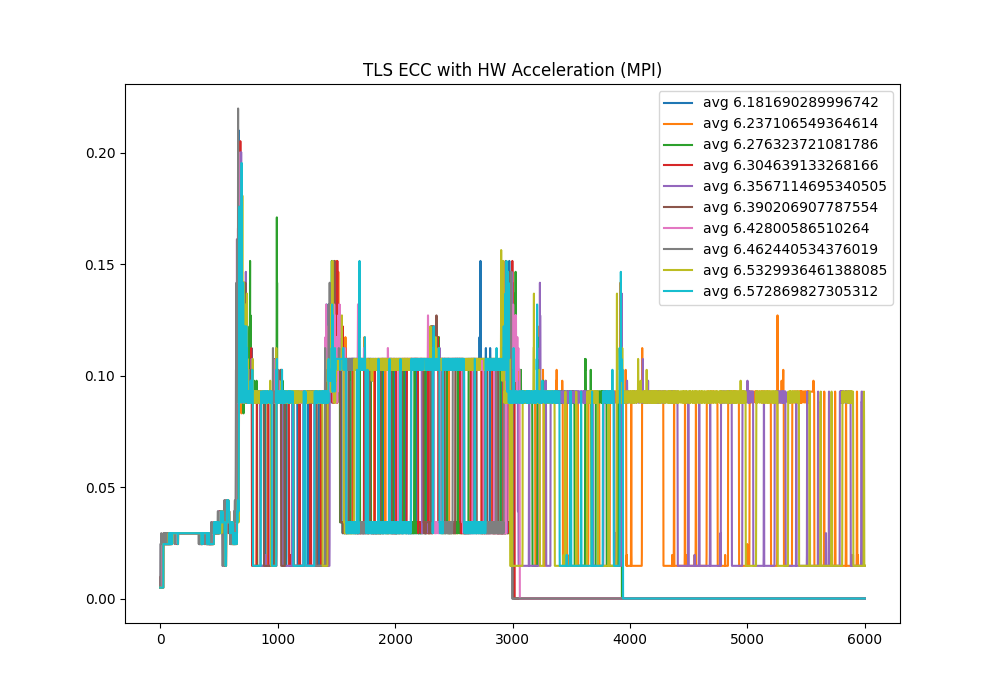 TLS ECC with HW Acceleration (MPI)
avg 6.181690289996742
avg 6.237106549364614
avg 6.276323721081786
avg 6.304639133268166
avg 6.3567114695340505
avg 6.390206907787554
avg 6.42800586510264
avg 6.462440534376019
avg 6.5329936461388085
avg 6.572869827305312
0.20
0.15
0.10
0.05
0.00
0 1000 2000 3000 4000 5000 6000